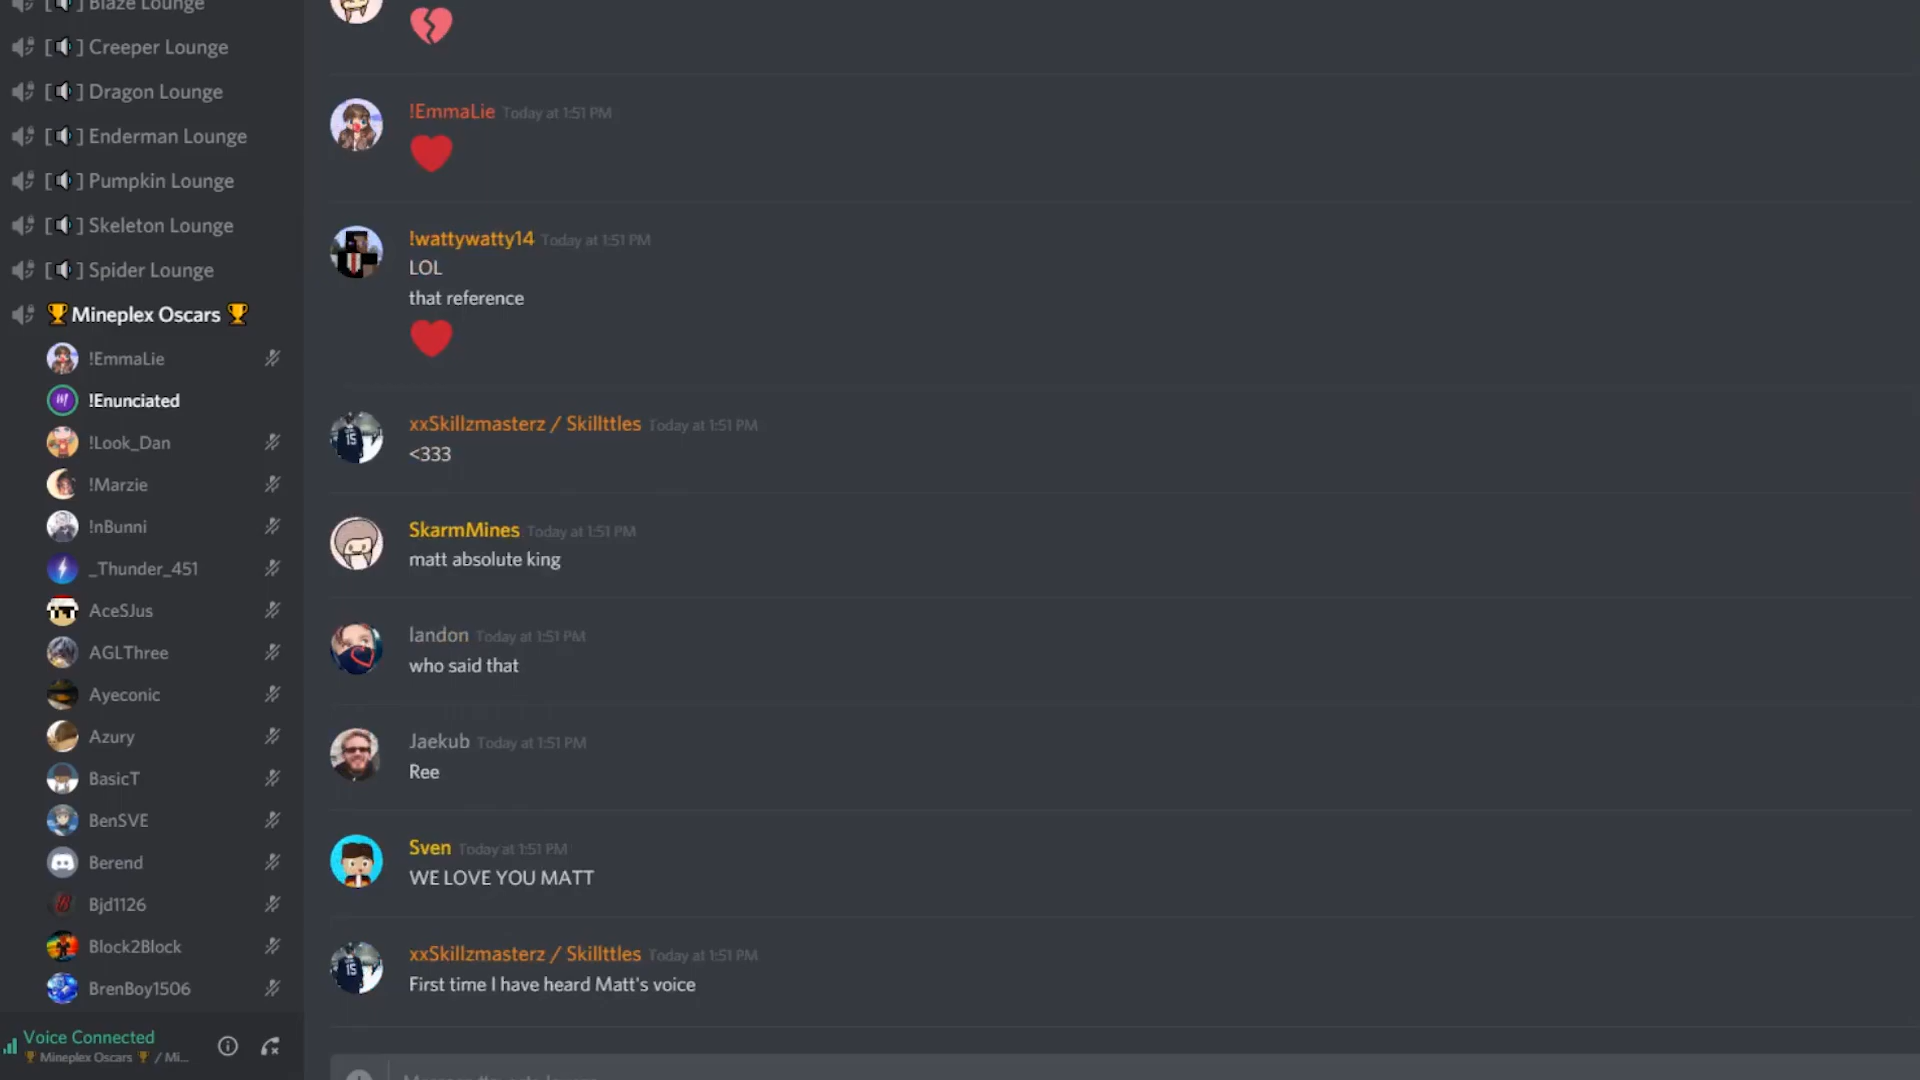 Blaze Lounge
[ ] Creeper Lounge
[ ] Dragon Lounge
[ ] Enderman Lounge
[ ] Pumpkin Lounge
[ ] Skeleton Lounge
[ ] Spider Lounge
Mineplex Oscars
!EmmaLie
!Enunciated
!Look_Dan
!Marzie
!nBunni
_Thunder_451
AceSJus
AGLThree
Ayeconic
Azury
BasicT
BenSVE
Berend
Bjd1126
Block2Block
BrenBoy1506
Voice Connected
Mineplex Oscars / Mi...
!EmmaLie Today at 1:51 PM
!wattywatty14 Today at 1:51 PM
LOL
that reference
xxSkillzmasterz / Skillttles Today at 1:51 PM
<333
SkarmMines Today at 1:51 PM
matt absolute king
landon Today at 1:51 PM
who said that
Jaekub Today at 1:51 PM
Ree
Sven Today at 1:51 PM
WE LOVE YOU MATT
xxSkillzmasterz / Skillttles Today at 1:51 PM
First time I have heard Matt's voice